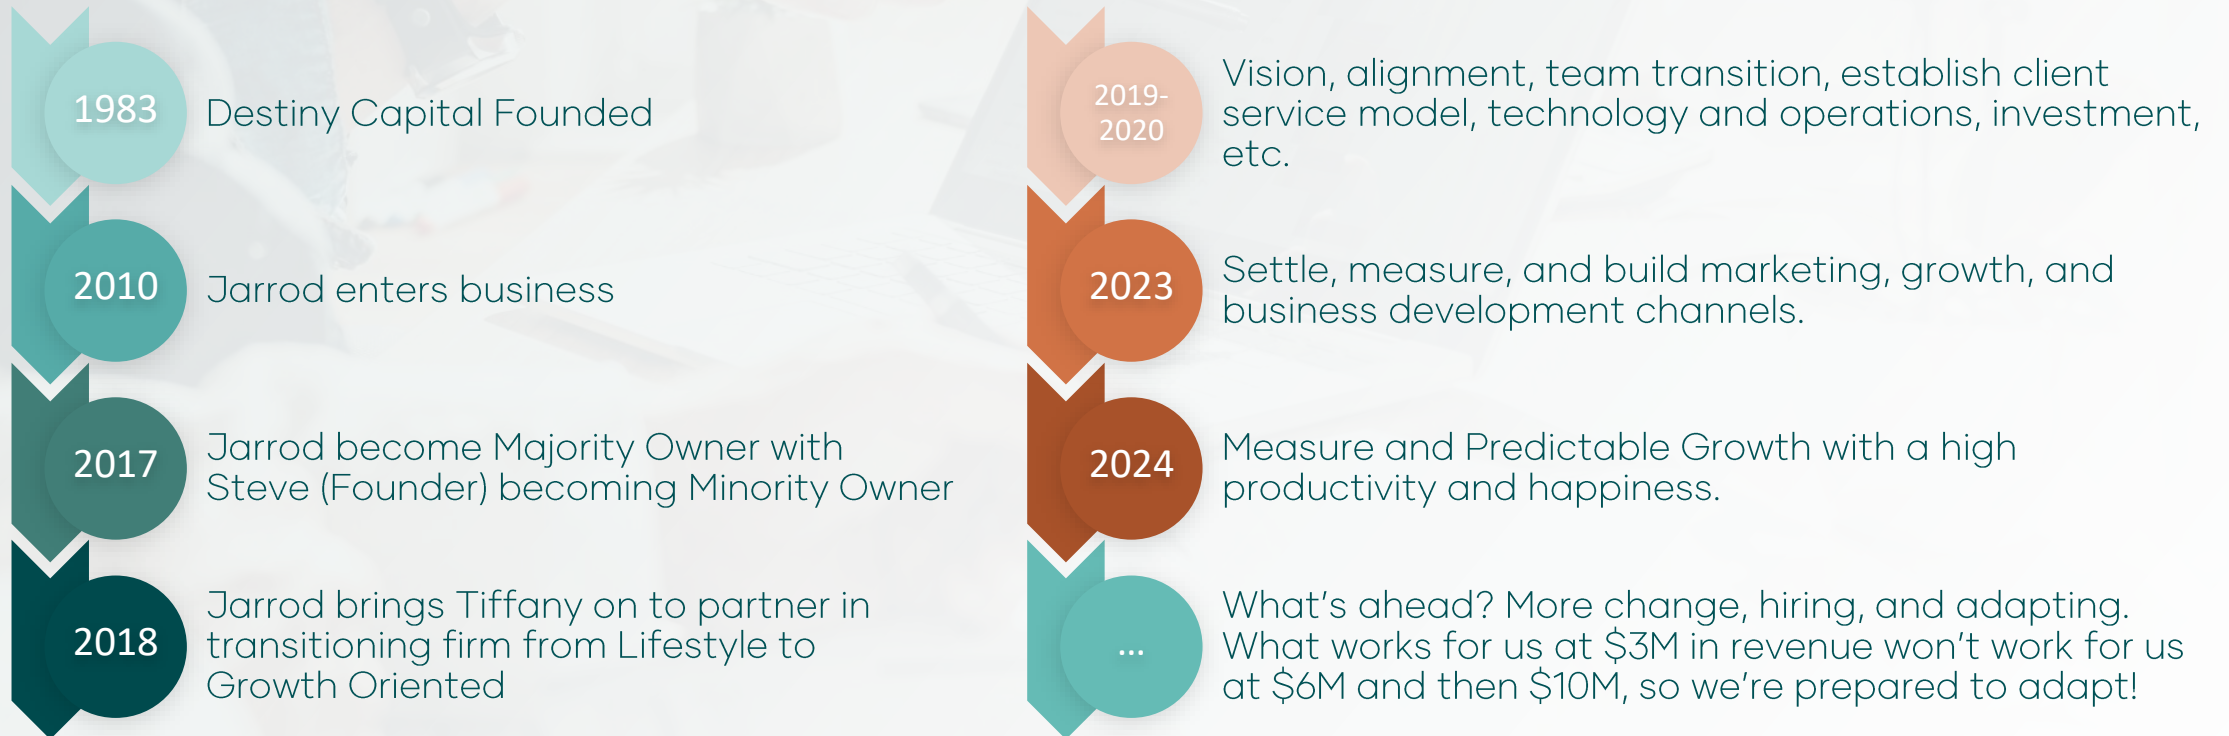 1983
Destiny Capital Founded
2010
Jarrod enters business
2017
Jarrod become Majority Owner with
Steve (Founder) becoming Minority Owner
2018
Jarrod brings Tiffany on to partner in
transitioning firm from Lifestyle to
Growth Oriented
2019-
2020
Vision, alignment, team transition, establish client
service model, technology and operations, investment,
etc.
2023
Settle, measure, and build marketing, growth, and
business development channels.
2024
Measure and Predictable Growth with a high
productivity and happiness.
...
What's ahead? More change, hiring, and adapting.
What works for us at $3M in revenue won't work for us
at $6M and then $10M, so we're prepared to adapt!